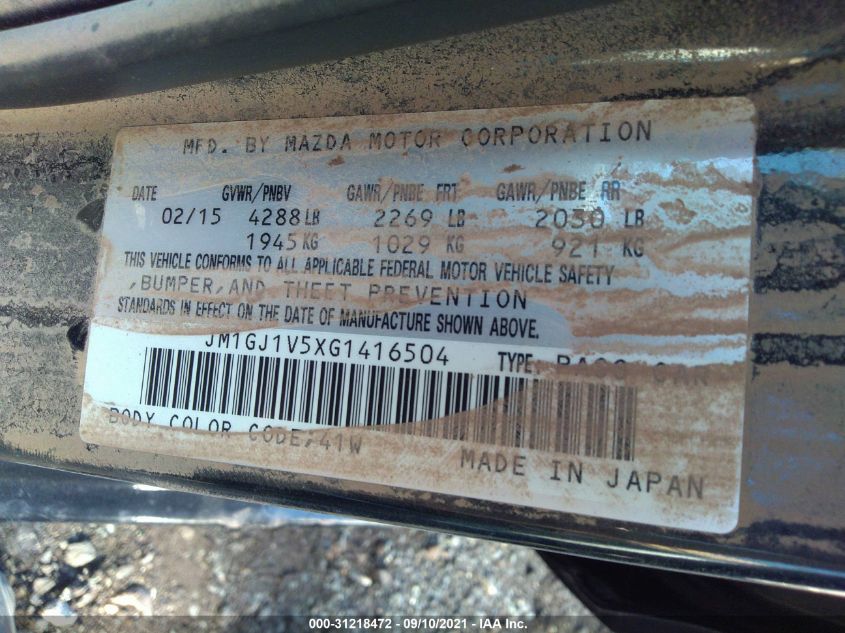 MFD. BY MAZDA MOTOR CORPORATION
DATE GVWR/PNBV GAWR/PNBE FRT GAWR/PNBE RR
02/15 4288 LB 2269 LB 2030 LB
1945 KG 1029 KG 921 KG
THIS VEHICLE CONFORMS TO ALL APPLICABLE FEDERAL MOTOR VEHICLE SAFETY
,BUMPER,AND THEFT PREVENTION
STANDARDS IN EFFECT ON THE DATE OF MANUFACTURE SHOWN ABOVE.
JM1GJ1V5XG1416504 TYPE:
BODY COLOR CODE,41W
MADE IN JAPAN
000-31218472 - 09/10/2021 - IAA Inc.